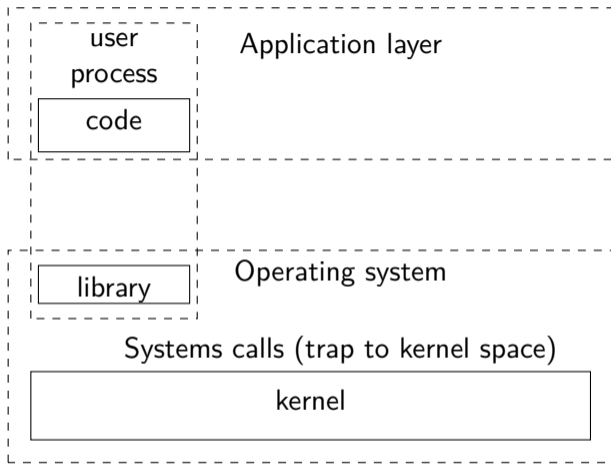 user
process
Application layer
code
library
Operating system
Systems calls (trap to kernel space)
kernel